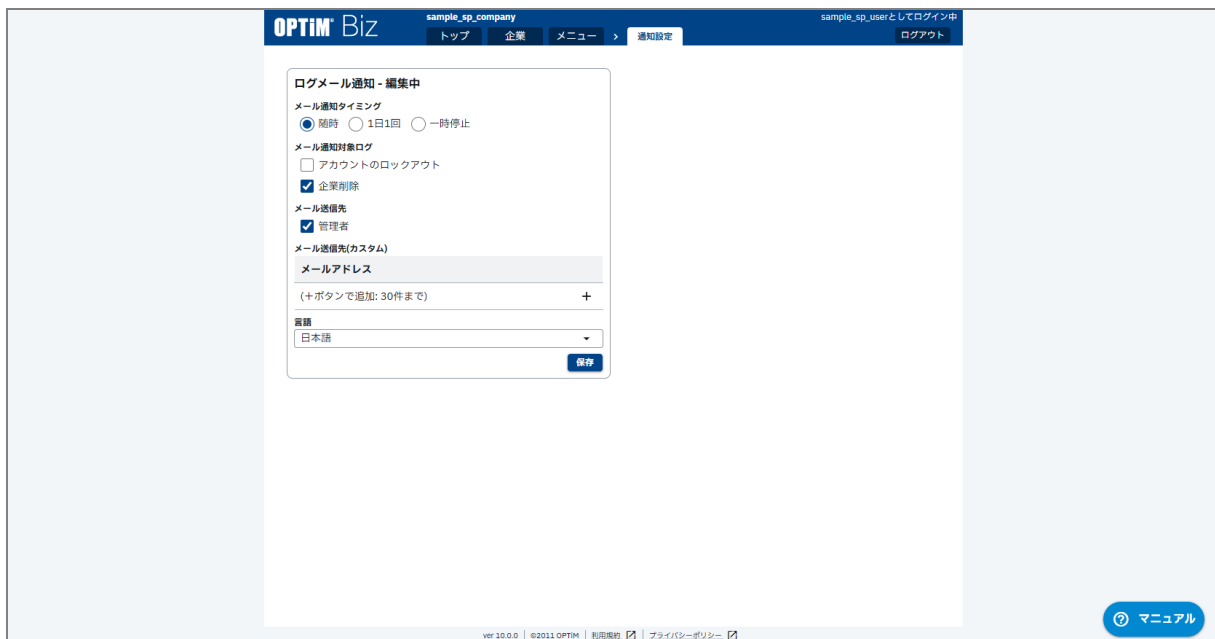 OPTiM Biz
sample_sp_company
sample_sp_userとしてログイン中
トップ 企業 メニュー > 通知設定
ログアウト
ログメール通知 - 編集中
メール通知タイミング
随時 1日1回 一時停止
メール通知対象ログ
アカウントのロックアウト
企業削除
メール送信先
管理者
メール送信先(カスタム)
メールアドレス
(＋ボタンで追加: 30件まで) +
言語
日本語
保存
? マニュアル
ver 10.0.0 | ©2011 OPTiM | 利用規約 | プライバシーポリシー